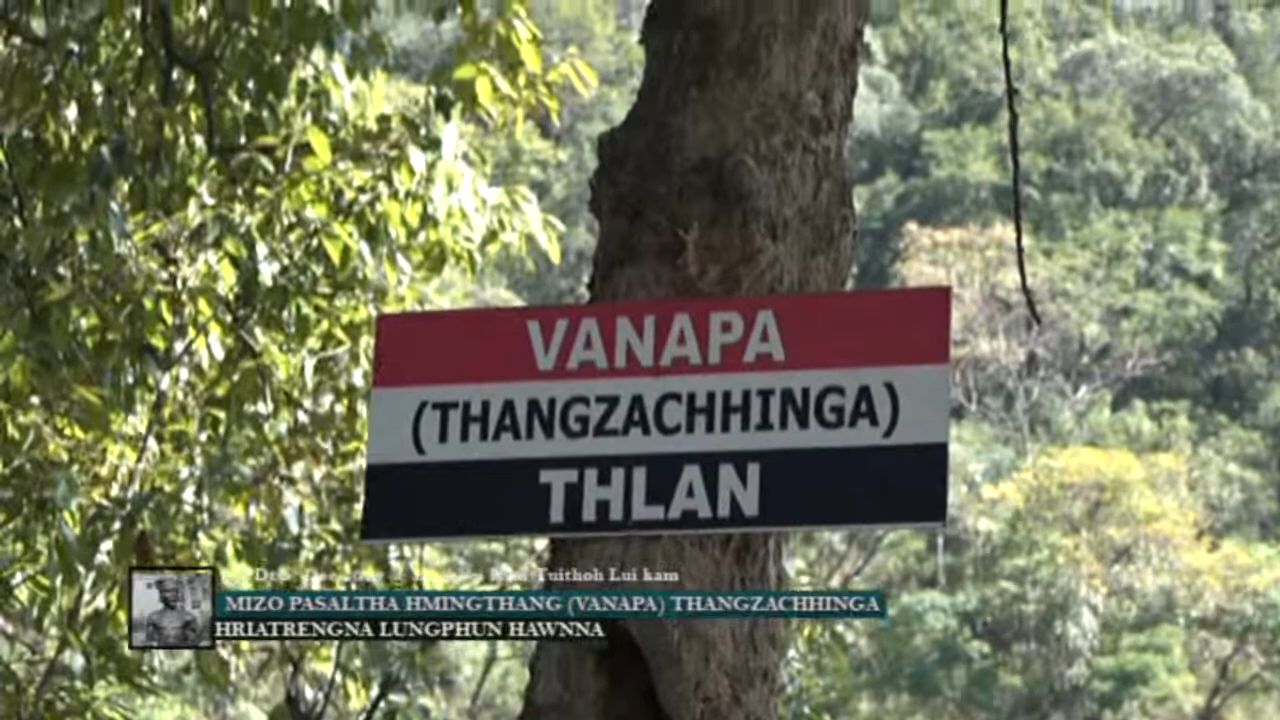 VANAPA
(THANGZACHHINGA)
THLAN
Tuithoh Lui kam
MIZO PASALTHA HMINGTHANG (VANAPA) THANGZACHHINGA
HRIATRENGNA LUNGPHUN HAWNNA